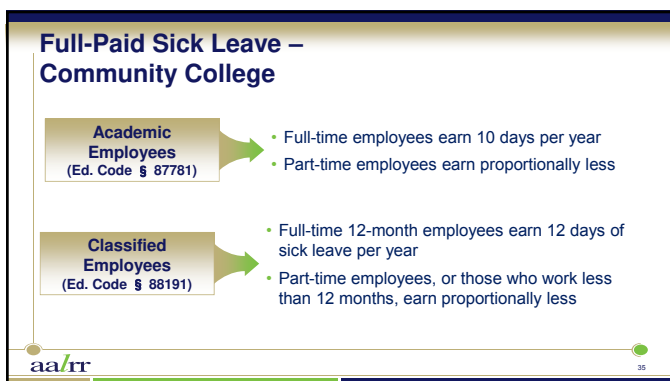 Full-Paid Sick Leave –
Community College
Academic
Employees
(Ed. Code § 87781)
• Full-time employees earn 10 days per year
• Part-time employees earn proportionally less
Classified
Employees
(Ed. Code § 88191)
• Full-time 12-month employees earn 12 days of
sick leave per year
• Part-time employees, or those who work less
than 12 months, earn proportionally less
aalrr
35